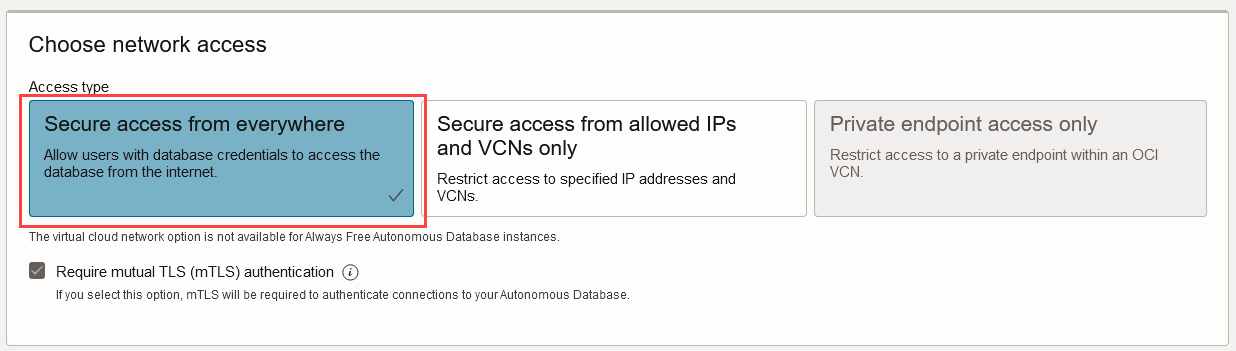 Choose network access
Access type
Secure access from everywhere
Allow users with database credentials to access the
database from the internet.
Secure access from allowed IPs
and VCNs only
Restrict access to specified IP addresses and
VCNs.
Private endpoint access only
Restrict access to a private endpoint within an OCI
VCN.
The virtual cloud network option is not available for Always Free Autonomous Database instances.
Require mutual TLS (mTLS) authentication
If you select this option, mTLS will be required to authenticate connections to your Autonomous Database.